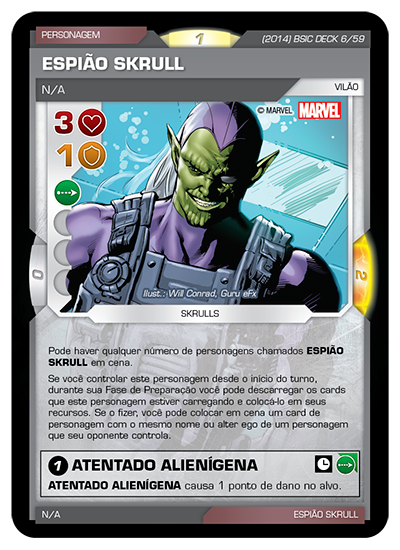 PERSONAGEM
1
(2014) BSIC DECK 6/59
ESPIÃO SKRULL
N/A
VILÃO
© MARVEL MARVEL
3
1
0
2
Ilust.: Will Conrad, Guru eFx
SKRULLS
Pode haver qualquer número de personagens chamados ESPIÃO
SKRULL em cena.
Se você controlar este personagem desde o inicio do turno,
durante sua Fase de Preparação você pode descarregar os cards
que este personagem estiver carregando e colocá-lo em seus
recursos. Se o fizer, você pode colocar em cena um card de
personagem com o mesmo nome ou alter ego de um personagem
que seu oponente controla.
1 ATENTADO ALIENÍGENA
ATENTADO ALIENÍGENA causa 1 ponto de dano no alvo.
N/A
ESPIÃO SKRULL